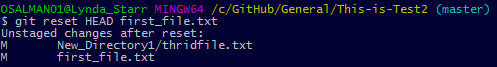 OSALMAN01@Lynda_Starr MINGW64 /c/GitHub/General/This-is-Test2 (master)
$ git reset HEAD first_file.txt
Unstaged changes after reset:
M       New_Directory1/thridfile.txt
M       first_file.txt